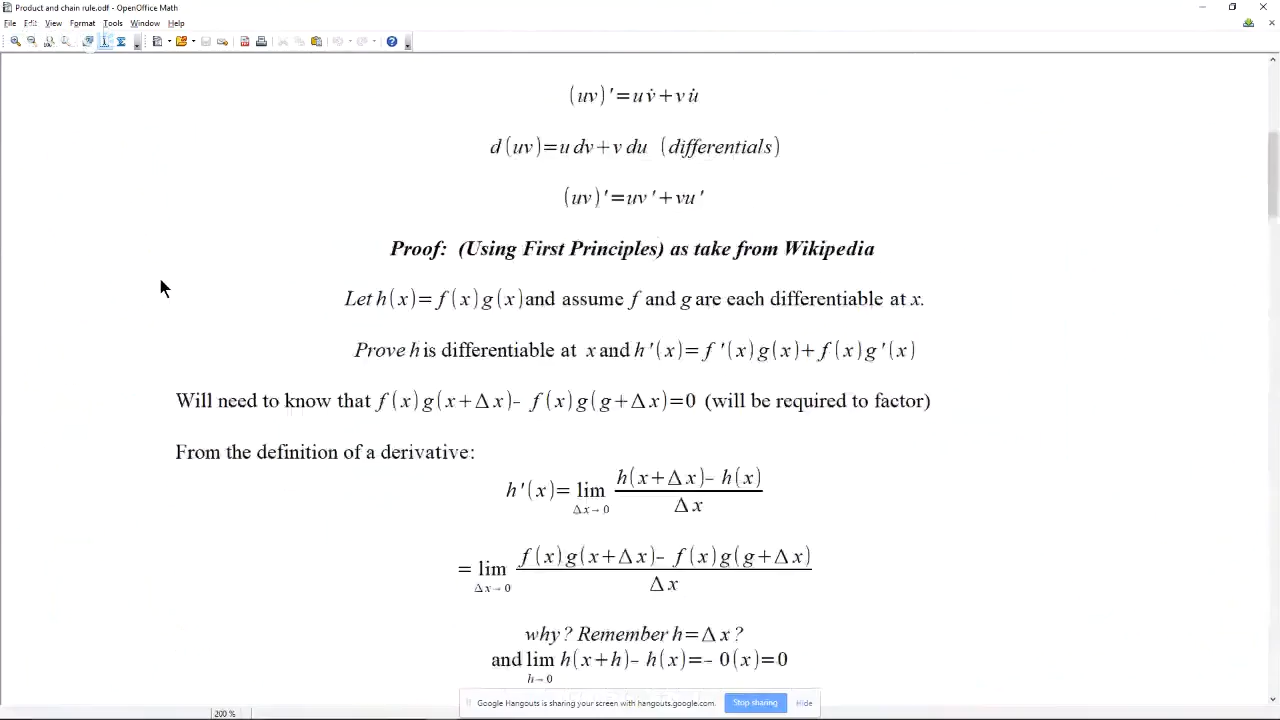 Product and chain rule.odf - OpenOffice Math
File Edit View Format Tools Window Help
(uv)'=uv̇+vu̇
d(uv)=u dv+v du (differentials)
(uv)'=uv'+vu'
Proof: (Using First Principles) as take from Wikipedia
Let h(x)=f(x)g(x) and assume f and g are each differentiable at x.
Prove h is differentiable at x and h'(x)=f'(x)g(x)+f(x)g'(x)
Will need to know that f(x)g(x+Δx)–f(x)g(g+Δx)=0 (will be required to factor)
From the definition of a derivative:
h'(x)= lim Δx→0 h(x+Δx)–h(x) / Δx
= lim Δx→0 f(x)g(x+Δx)–f(x)g(g+Δx) / Δx
why? Remember h=Δx?
and lim h→0 h(x+h)–h(x)=–0(x)=0
Google Hangouts is sharing your screen with hangouts.google.com. Stop sharing Hide
200 %